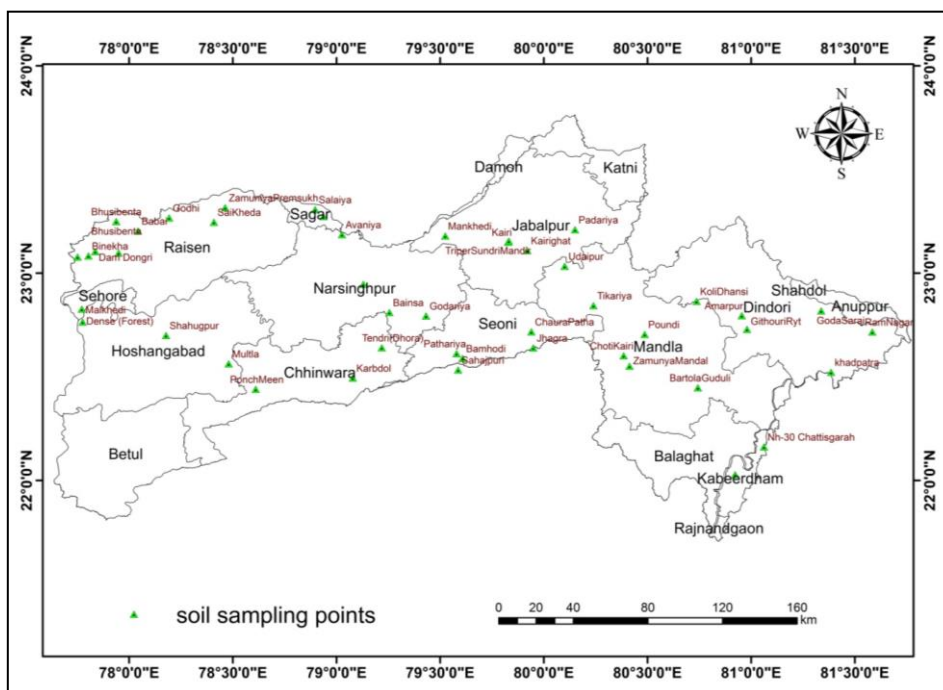 78°0'0"E 78°30'0"E 79°0'0"E 79°30'0"E 80°0'0"E 80°30'0"E 81°0'0"E 81°30'0"E
24°0'0"N
24°0'0"N
N
W E
S
Damoh
Katni
ZamunyaPremsukh
Salaiya
Bhusibenta
Godhi
SaiKheda
Sagar
Avaniya
Babai
Bhusibenta
Raisen
Mankhedi
Jabalpur
Padariya
Kairi
Kairighat
TriperSundriMandir
Binekha
Dam Dongri
Udaipur
23°0'0"N
23°0'0"N
Sehore
Malkhedi
Dense (Forest)
Narsinghpur
Bainsa
Godariya
Tikariya
KoliDhansi
Shahdol
Amarpur
Dindori
Anuppur
GodaSarai
GithouriRyt
RamNagar
Shahugpur
Hoshangabad
Seoni
ChauraPatha
Poundi
Tendni(Ghora)
Pathariya
Bamhodi
Jhagra
Mandla
ChotiKairi
Multla
Sahajpuri
ZamunyaMandal
khadpatra
Chhinwara
Karbdol
PonchMeen
BartolaGuduli
Betul
Nh-30 Chattisgarah
Balaghat
Kabeerdham
22°0'0"N
22°0'0"N
Rajnandgaon
soil sampling points
0 20 40 80 120 160
km
78°0'0"E 78°30'0"E 79°0'0"E 79°30'0"E 80°0'0"E 80°30'0"E 81°0'0"E 81°30'0"E